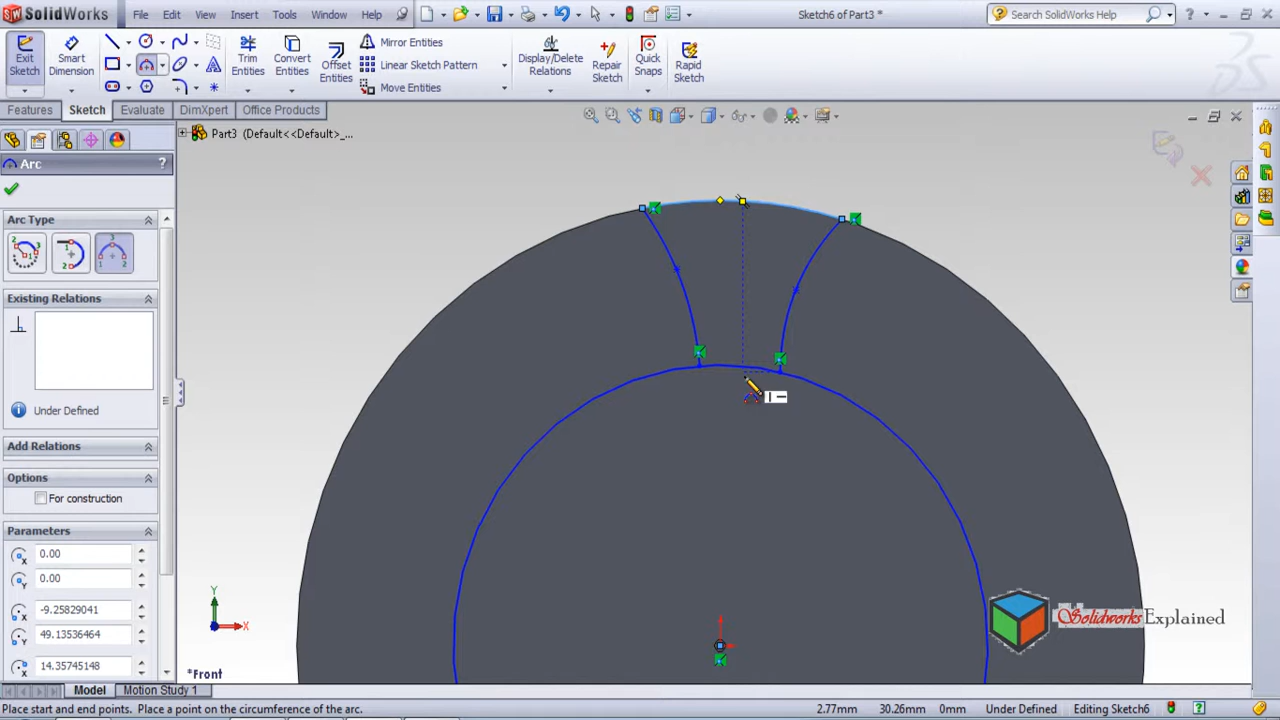 SolidWorks File Edit View Insert Tools Window Help Sketch6 of Part3 * Search SolidWorks Help ?
Exit Sketch
Smart Dimension
Trim Entities
Convert Entities
Offset Entities
Mirror Entities
Linear Sketch Pattern
Move Entities
Display/Delete Relations
Repair Sketch
Quick Snaps
Rapid Sketch
Features Sketch Evaluate DimXpert Office Products
Part3 (Default<<Default>_...
Arc ?
Arc Type
Existing Relations
Under Defined
Add Relations
Options
For construction
Parameters
0.00
0.00
-9.25829041
49.13536464
14.35745148
Y
X
*Front
Solidworks Explained
Model Motion Study 1
Place start and end points. Place a point on the circumference of the arc. 2.77mm 30.26mm 0mm Under Defined Editing Sketch6 ?